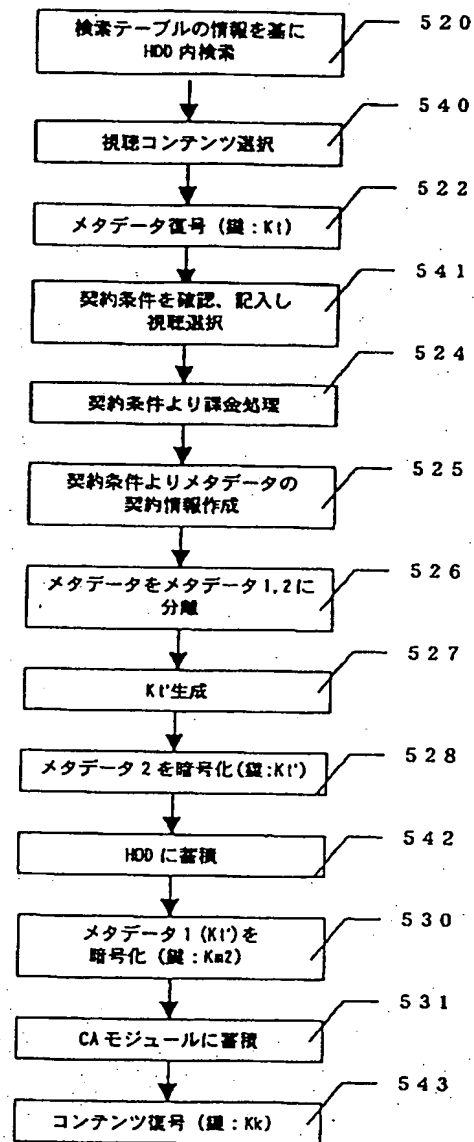 検索テーブルの情報を基に
HDD 内検索
520
視聴コンテンツ選択
540
メタデータ復号 (鍵 : Kt)
522
契約条件を確認、記入し
視聴選択
541
契約条件より課金処理
524
契約条件よりメタデータの
契約情報作成
525
メタデータをメタデータ1,2に
分離
526
Kt'生成
527
メタデータ2を暗号化(鍵:Kt')
528
HDD に蓄積
542
メタデータ1 (Kt') を
暗号化 (鍵 : Km2)
530
CA モジュールに蓄積
531
コンテンツ復号 (鍵 : Kk)
543